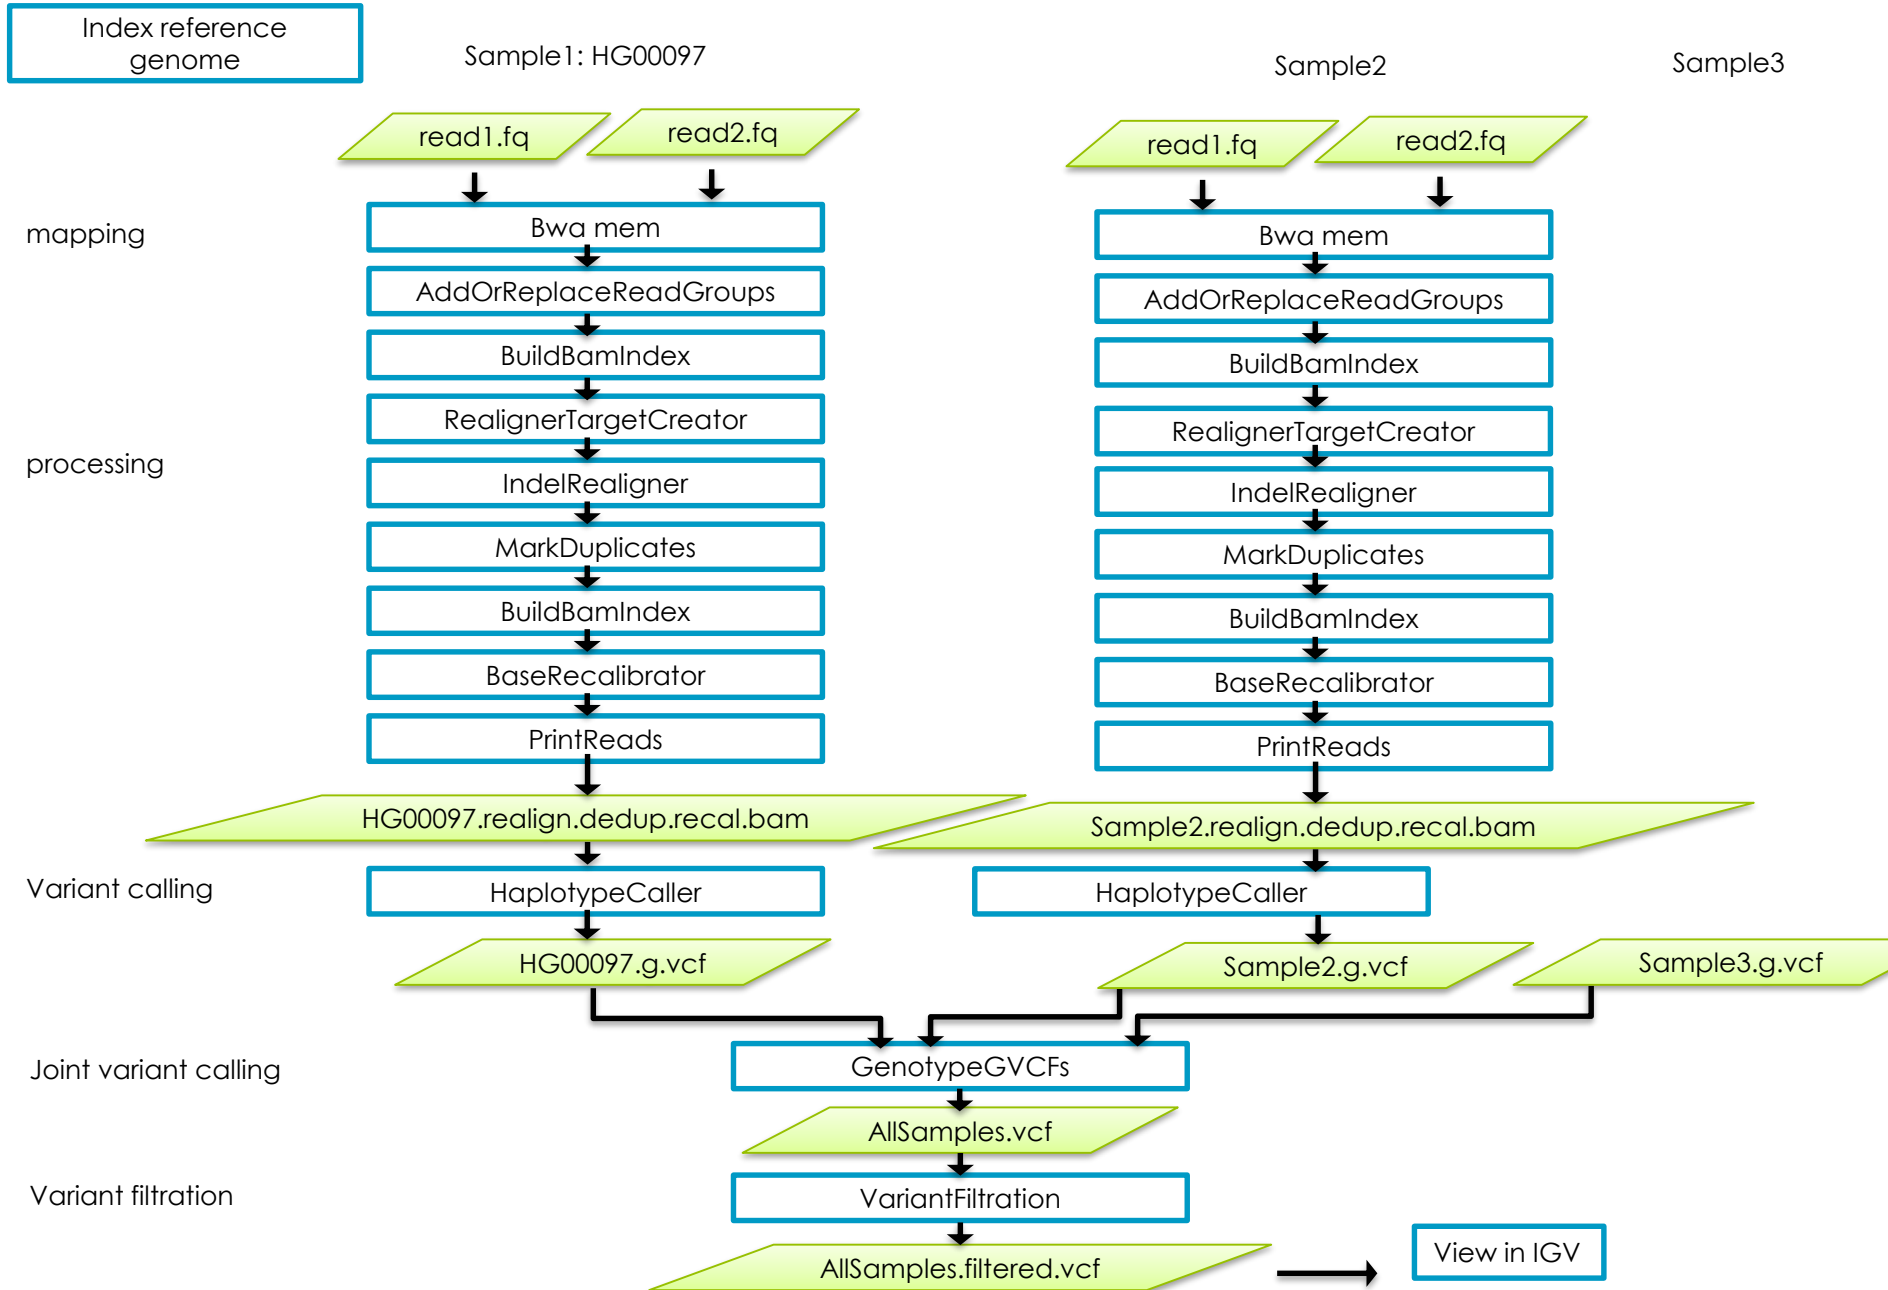 Index reference
genome
Sample1: HG00097
Sample2
Sample3
read1.fq
read2.fq
read1.fq
read2.fq
mapping
Bwa mem
Bwa mem
AddOrReplaceReadGroups
AddOrReplaceReadGroups
BuildBamIndex
BuildBamIndex
RealignerTargetCreator
RealignerTargetCreator
processing
IndelRealigner
IndelRealigner
MarkDuplicates
MarkDuplicates
BuildBamIndex
BuildBamIndex
BaseRecalibrator
BaseRecalibrator
PrintReads
PrintReads
HG00097.realign.dedup.recal.bam
Sample2.realign.dedup.recal.bam
Variant calling
HaplotypeCaller
HaplotypeCaller
HG00097.g.vcf
Sample2.g.vcf
Sample3.g.vcf
Joint variant calling
GenotypeGVCFs
AllSamples.vcf
Variant filtration
VariantFiltration
AllSamples.filtered.vcf
View in IGV